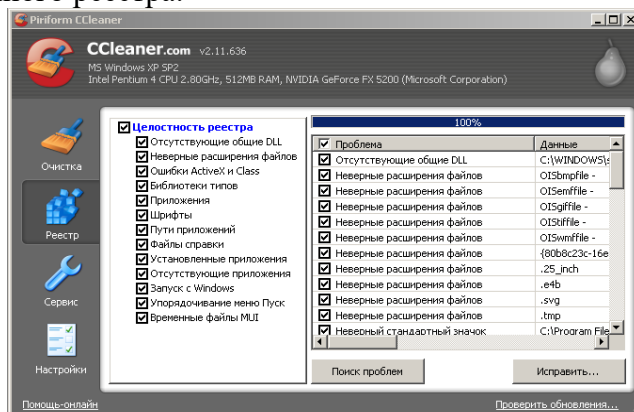 ного реестра.
Piriform CCleaner
CCleaner.com v2.11.636
MS Windows XP SP2
Intel Pentium 4 CPU 2.80GHz, 512MB RAM, NVIDIA GeForce FX 5200 (Microsoft Corporation)
Очистка
Реестр
Сервис
Настройки
Целостность реестра
Отсутствующие общие DLL
Неверные расширения файлов
Ошибки ActiveX и Class
Библиотеки типов
Приложения
Шрифты
Пути приложений
Файлы справки
Установленные приложения
Отсутствующие приложения
Запуск с Windows
Упорядочивание меню Пуск
Временные файлы MUI
100%
Проблема Данные
Отсутствующие общие DLL C:\WINDOWS\s
Неверные расширения файлов OISbmpfile -
Неверные расширения файлов OISemffile -
Неверные расширения файлов OISgiffile -
Неверные расширения файлов OIStiffile -
Неверные расширения файлов OISwmffile -
Неверные расширения файлов {80b8c23c-16e
Неверные расширения файлов .25_inch
Неверные расширения файлов .e4b
Неверные расширения файлов .svg
Неверные расширения файлов .tmp
Неверный стандартный значок C:\Program File
Поиск проблем Исправить...
Помощь-онлайн Проверить обновления...